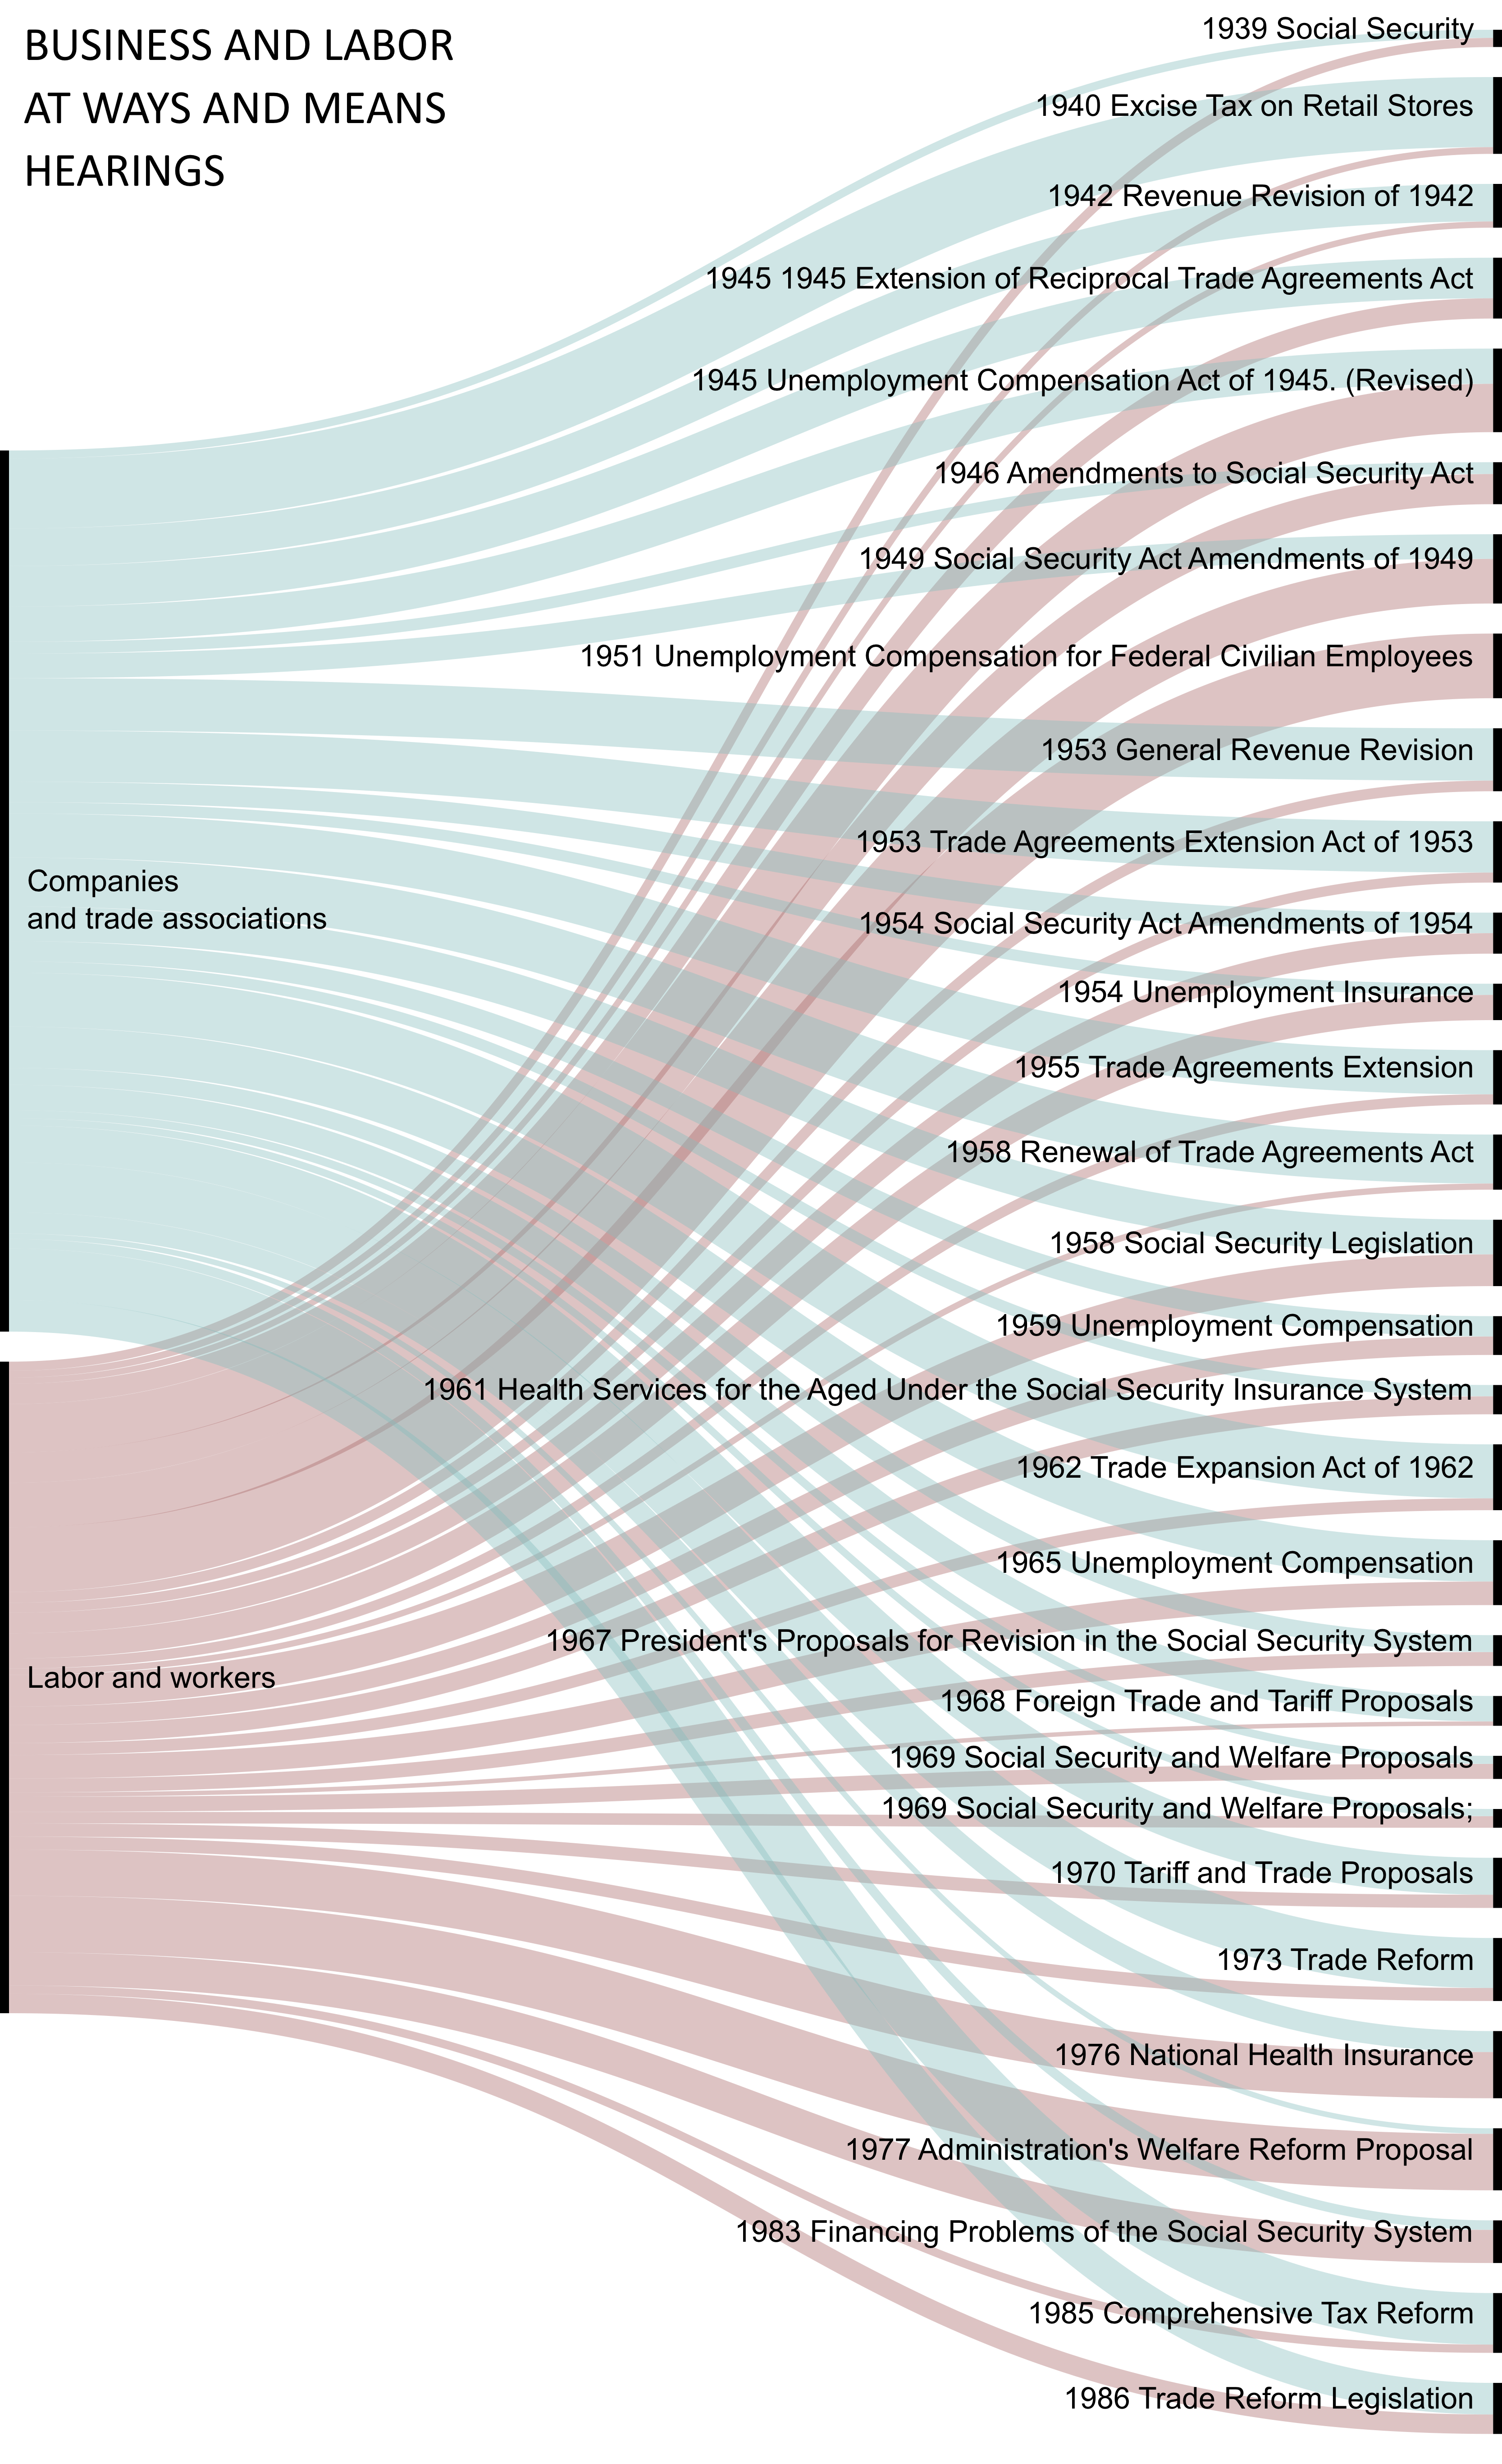 BUSINESS AND LABOR
AT WAYS AND MEANS
HEARINGS
1939 Social Security
1940 Excise Tax on Retail Stores
1942 Revenue Revision of 1942
1945 1945 Extension of Reciprocal Trade Agreements Act
1945 Unemployment Compensation Act of 1945. (Revised)
1946 Amendments to Social Security Act
1949 Social Security Act Amendments of 1949
1951 Unemployment Compensation for Federal Civilian Employees
1953 General Revenue Revision
1953 Trade Agreements Extension Act of 1953
Companies
and trade associations
1954 Social Security Act Amendments of 1954
1954 Unemployment Insurance
1955 Trade Agreements Extension
1958 Renewal of Trade Agreements Act
1958 Social Security Legislation
1959 Unemployment Compensation
1961 Health Services for the Aged Under the Social Security Insurance System
1962 Trade Expansion Act of 1962
1965 Unemployment Compensation
1967 President's Proposals for Revision in the Social Security System
Labor and workers
1968 Foreign Trade and Tariff Proposals
1969 Social Security and Welfare Proposals
1969 Social Security and Welfare Proposals;
1970 Tariff and Trade Proposals
1973 Trade Reform
1976 National Health Insurance
1977 Administration's Welfare Reform Proposal
1983 Financing Problems of the Social Security System
1985 Comprehensive Tax Reform
1986 Trade Reform Legislation